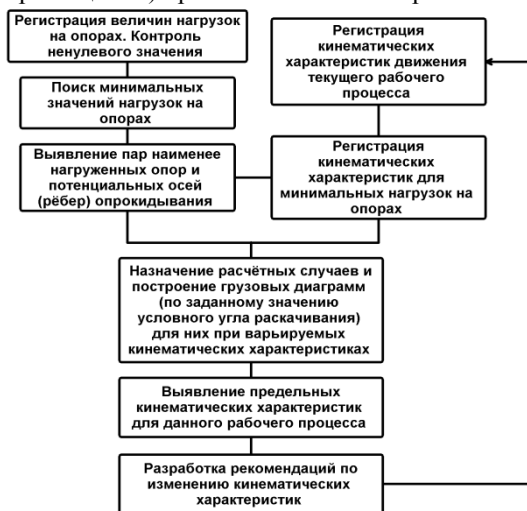 Регистрация величин нагрузок
на опорах. Контроль
ненулевого значения
Поиск минимальных
значений нагрузок на
опорах
Выявление пар наименее
нагруженных опор и
потенциальных осей
(рёбер) опрокидывания
Регистрация
кинематических
характеристик движения
текущего рабочего
процесса
Регистрация
кинематических
характеристик для
минимальных нагрузок на
опорах
Назначение расчётных случаев и
построение грузовых диаграмм
(по заданному значению
условного угла раскачивания)
для них при варьируемых
кинематических характеристиках
Выявление предельных
кинематических характеристик
для данного рабочего процесса
Разработка рекомендаций по
изменению кинематических
характеристик